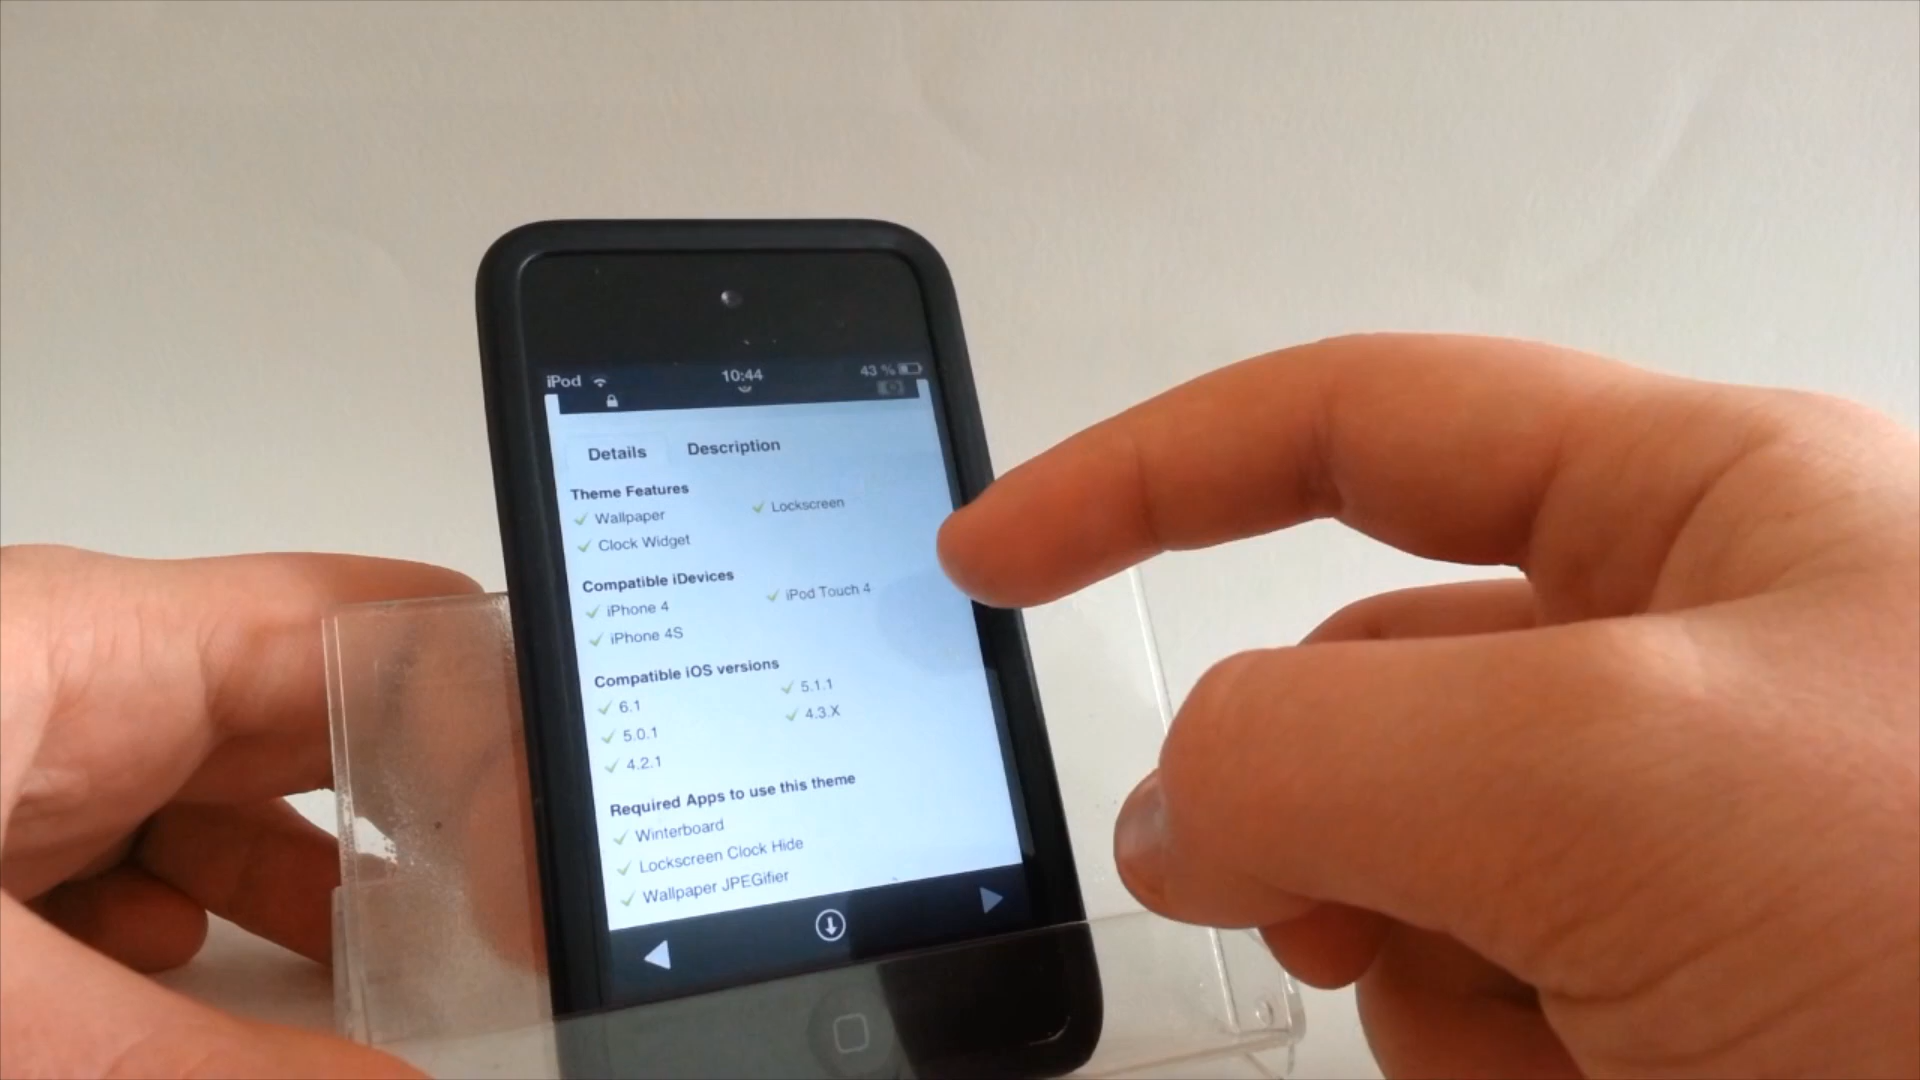 iPod 10:44 43 %
Details Description
Theme Features
Wallpaper Lockscreen
Clock Widget
Compatible iDevices
iPhone 4 iPod Touch 4
iPhone 4S
Compatible iOS versions
6.1 5.1.1
5.0.1 4.3.X
4.2.1
Required Apps to use this theme
Winterboard
Lockscreen Clock Hide
Wallpaper JPEGifier